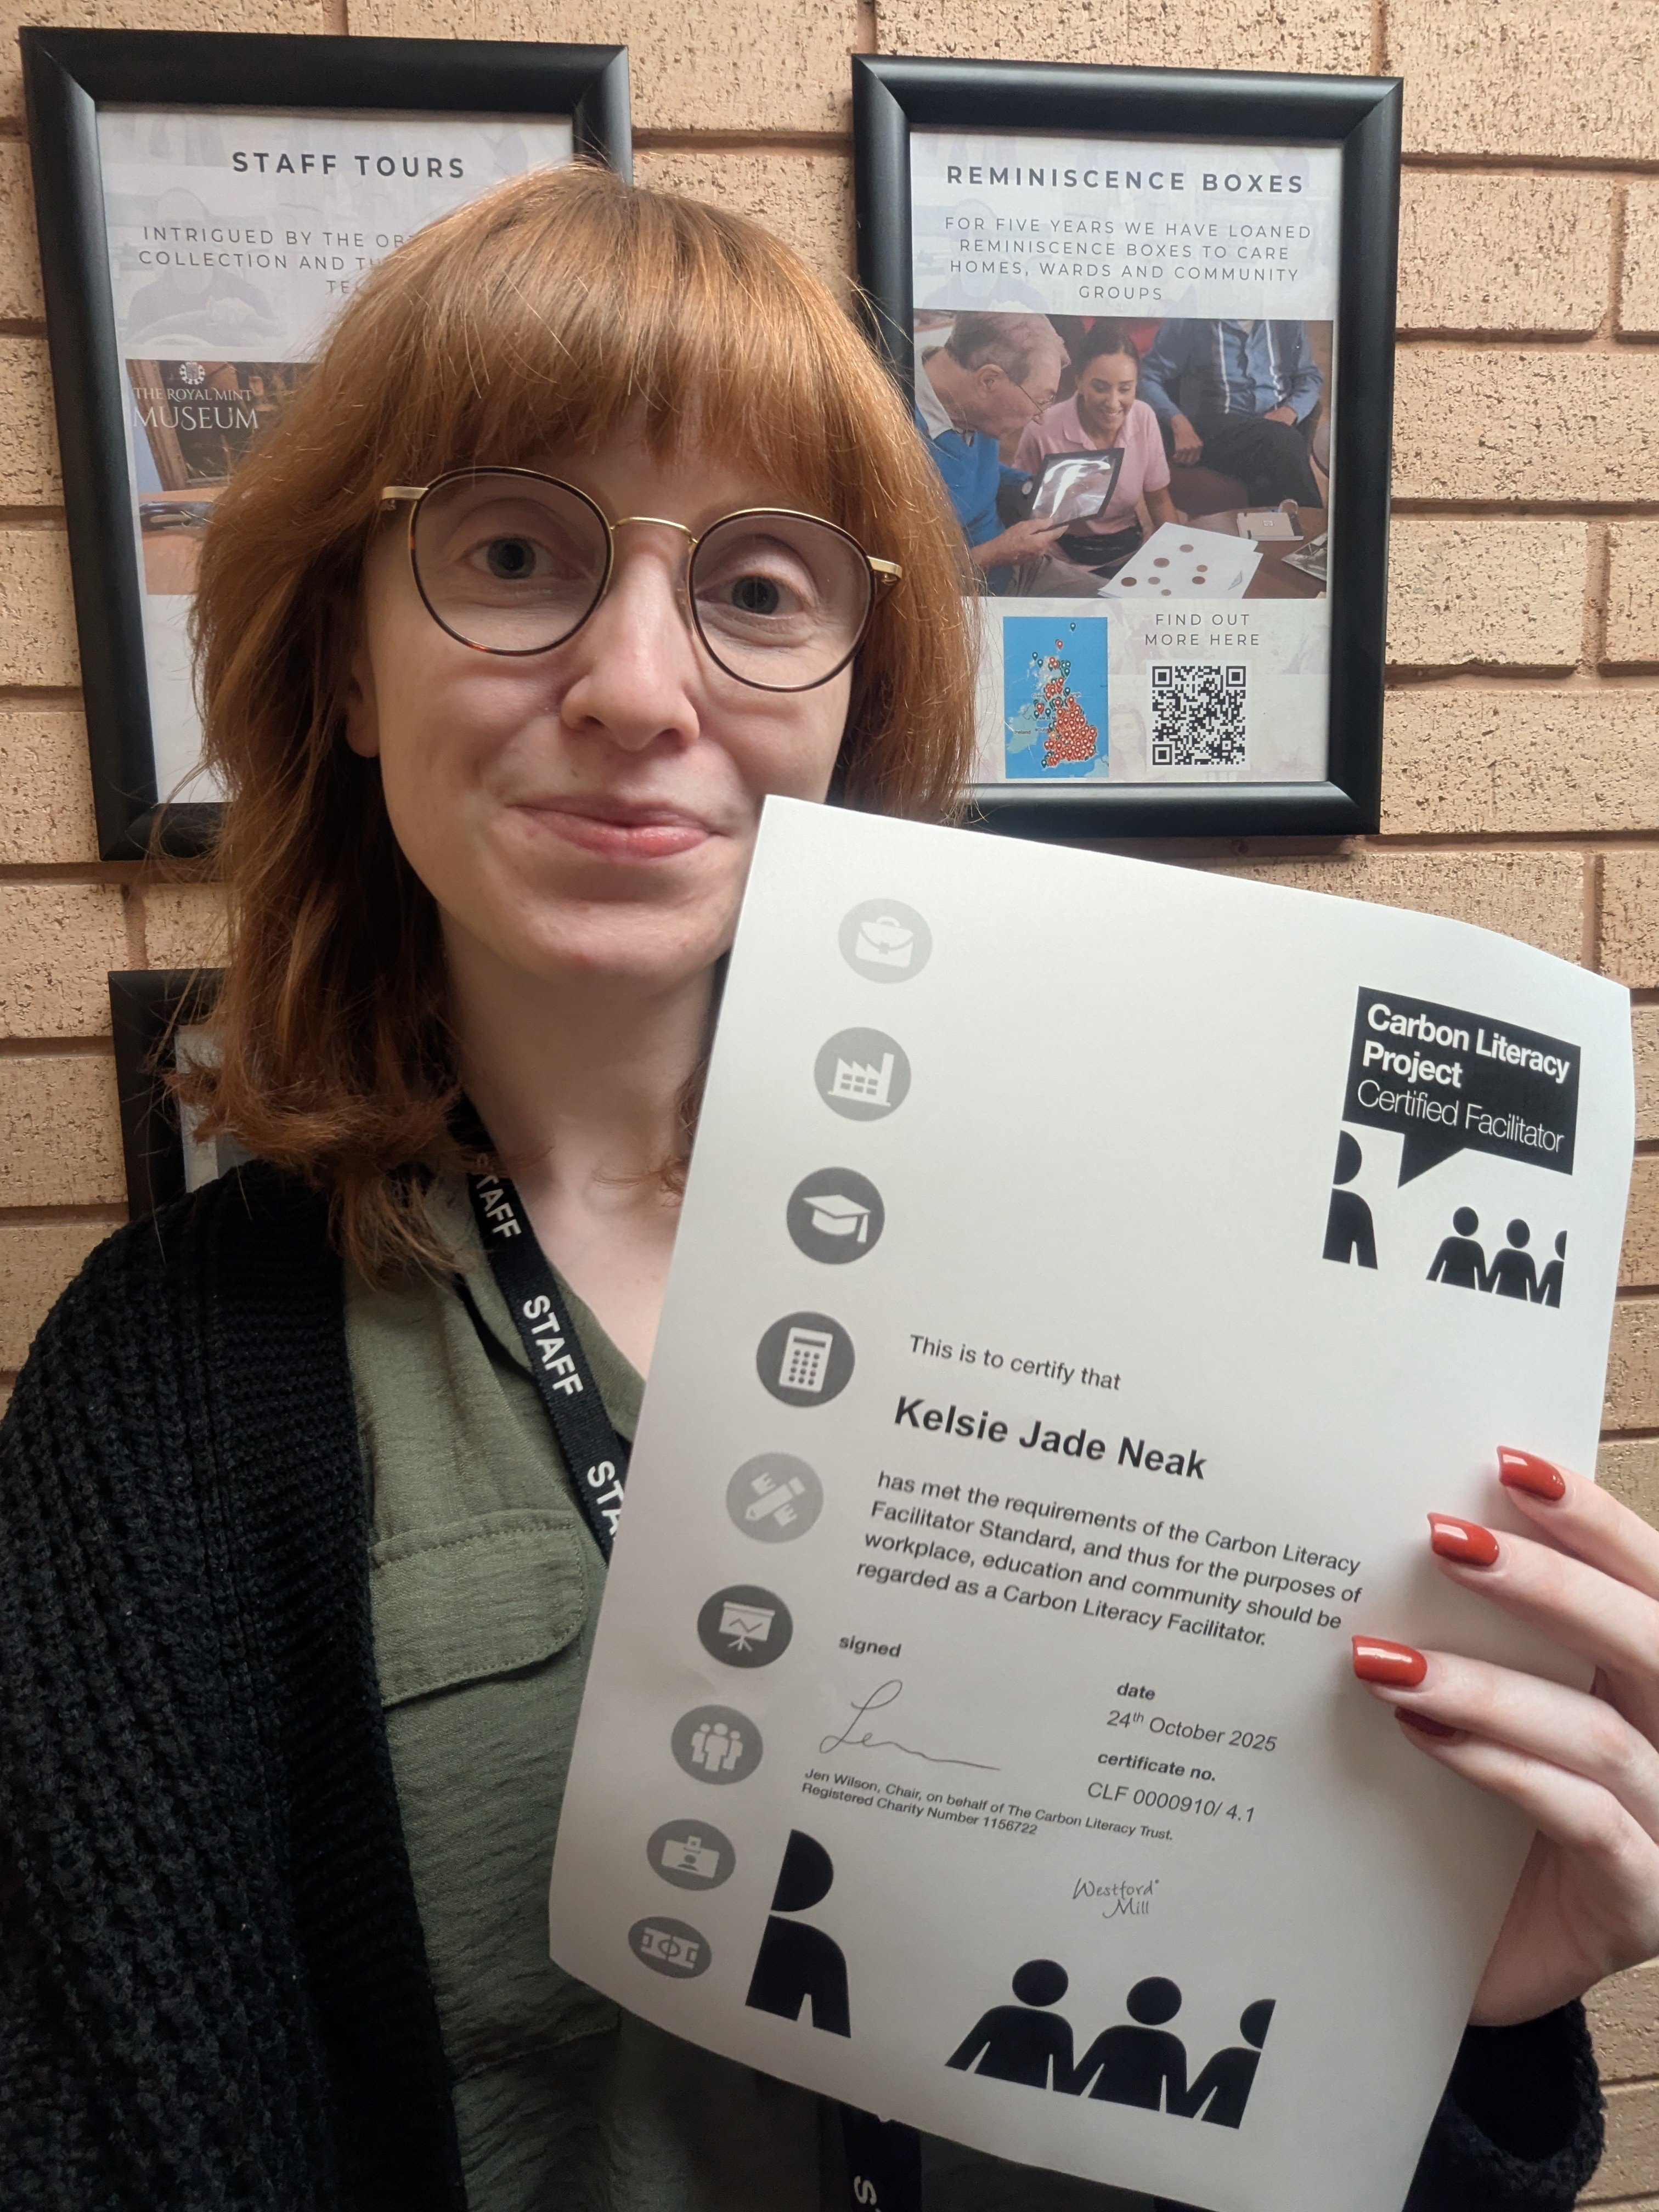 STAFF TOURS
INTRIGUED BY THE
COLLECTION AND
THE ROYAL MINT
MUSEUM
REMINISCENCE BOXES
FOR FIVE YEARS WE HAVE LOANED
REMINISCENCE BOXES TO CARE
HOMES, WARDS AND COMMUNITY
GROUPS
FIND OUT
MORE HERE
STAFF
STAFF
Carbon Literacy
Project
Certified Facilitator
This is to certify that
Kelsie Jade Neak
has met the requirements of the Carbon Literacy
Facilitator Standard, and thus for the purposes of
workplace, education and community should be
regarded as a Carbon Literacy Facilitator.
signed
date
24th October 2025
certificate no.
CLF 0000910/ 4.1
Jen Wilson, Chair, on behalf of The Carbon Literacy Trust.
Registered Charity Number 1156722
Westford
Mill